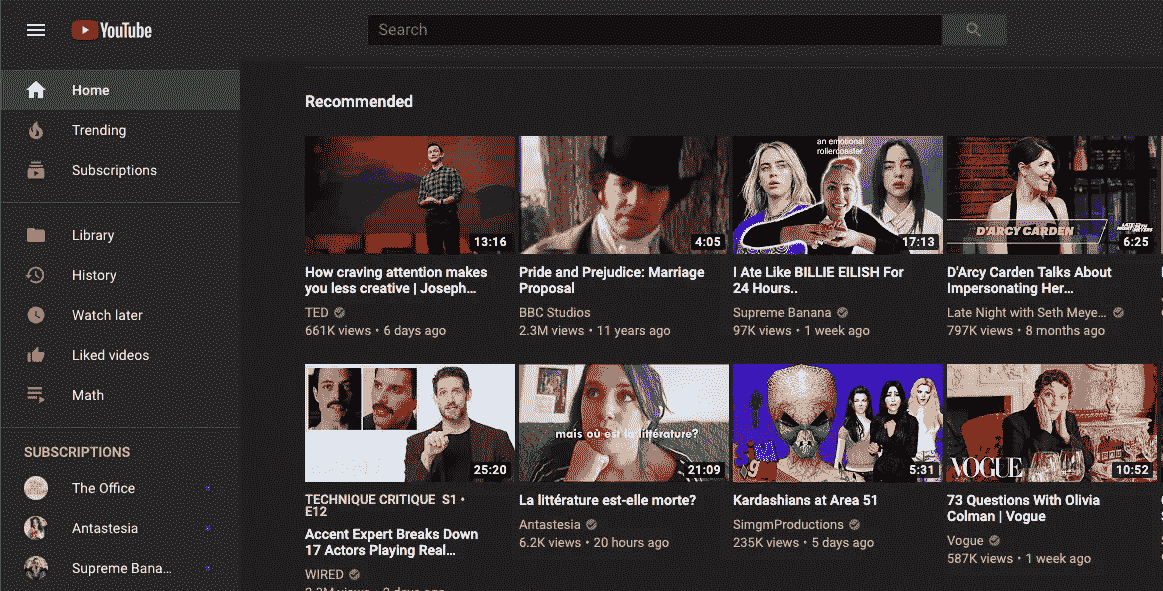 YouTube
Search
Home
Trending
Subscriptions
Library
History
Watch later
Liked videos
Math
SUBSCRIPTIONS
The Office
Antastesia
Supreme Bana...
Recommended
13:16
How craving attention makes
you less creative | Joseph...
TED
661K views • 6 days ago
4:05
Pride and Prejudice: Marriage
Proposal
BBC Studios
2.3M views • 11 years ago
an emotional
rollercoaster.
17:13
I Ate Like BILLIE EILISH For
24 Hours..
Supreme Banana
97K views • 1 week ago
D'ARCY CARDEN
6:25
D'Arcy Carden Talks About
Impersonating Her...
Late Night with Seth Meye...
797K views • 8 months ago
25:20
TECHNIQUE CRITIQUE S1 •
E12
Accent Expert Breaks Down
17 Actors Playing Real...
WIRED
mais où est la littérature?
21:09
La littérature est-elle morte?
Antastesia
6.2K views • 20 hours ago
5:31
Kardashians at Area 51
SimgmProductions
235K views • 5 days ago
VOGUE
10:52
73 Questions With Olivia
Colman | Vogue
Vogue
587K views • 1 week ago